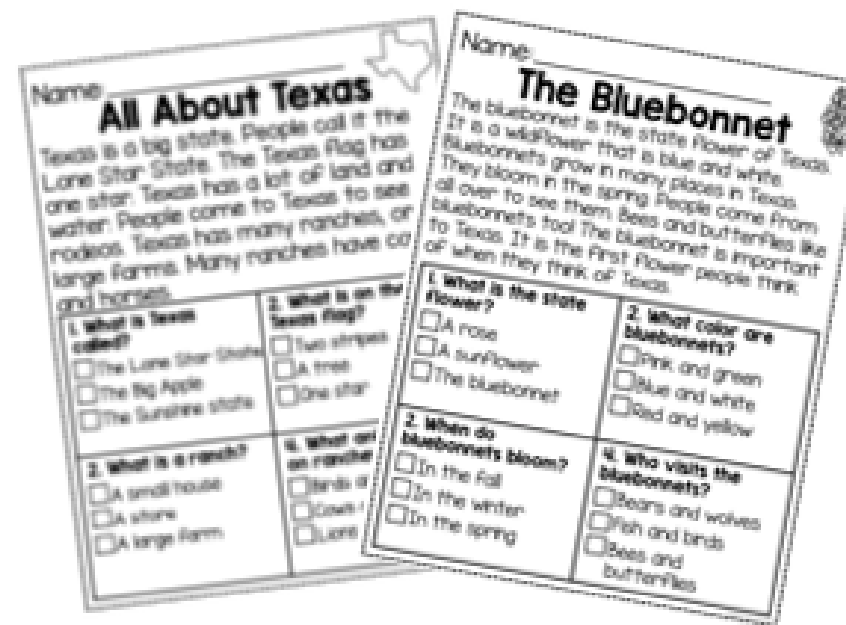 Name:
All About Texas
Texas is a big state. People call it the
Lone Star State. The Texas flag has
one star. Texas has a lot of land and
water. People come to Texas to see
rodeos. Texas has many ranches, or
large farms. Many ranches have
and horses.
1. What is Texas
called?
The Lone Star State
The Big Apple
The Sunshine state
2. What is on the
Texas flag?
Two stripes
A tree
One star
3. What is a ranch?
A small house
A store
A large farm
4. What
on
Birds
Cows
Lions
Name:
The Bluebonnet
The bluebonnet is the state flower of Texas.
It is a wildflower that is blue and white.
Bluebonnets grow in many places in Texas.
They bloom in the spring. People come from
all over to see them. Bees and butterflies like
bluebonnets too! The bluebonnet is important
to Texas. It is the first flower people think
of when they think of Texas.
1. What is the state
flower?
A rose
A sunflower
The bluebonnet
2. What color are
bluebonnets?
Pink and green
Blue and white
Red and yellow
2. When do
bluebonnets bloom?
In the fall
In the winter
In the spring
4. Who visits the
bluebonnets?
Bears and wolves
Fish and birds
Bees and
butterflies